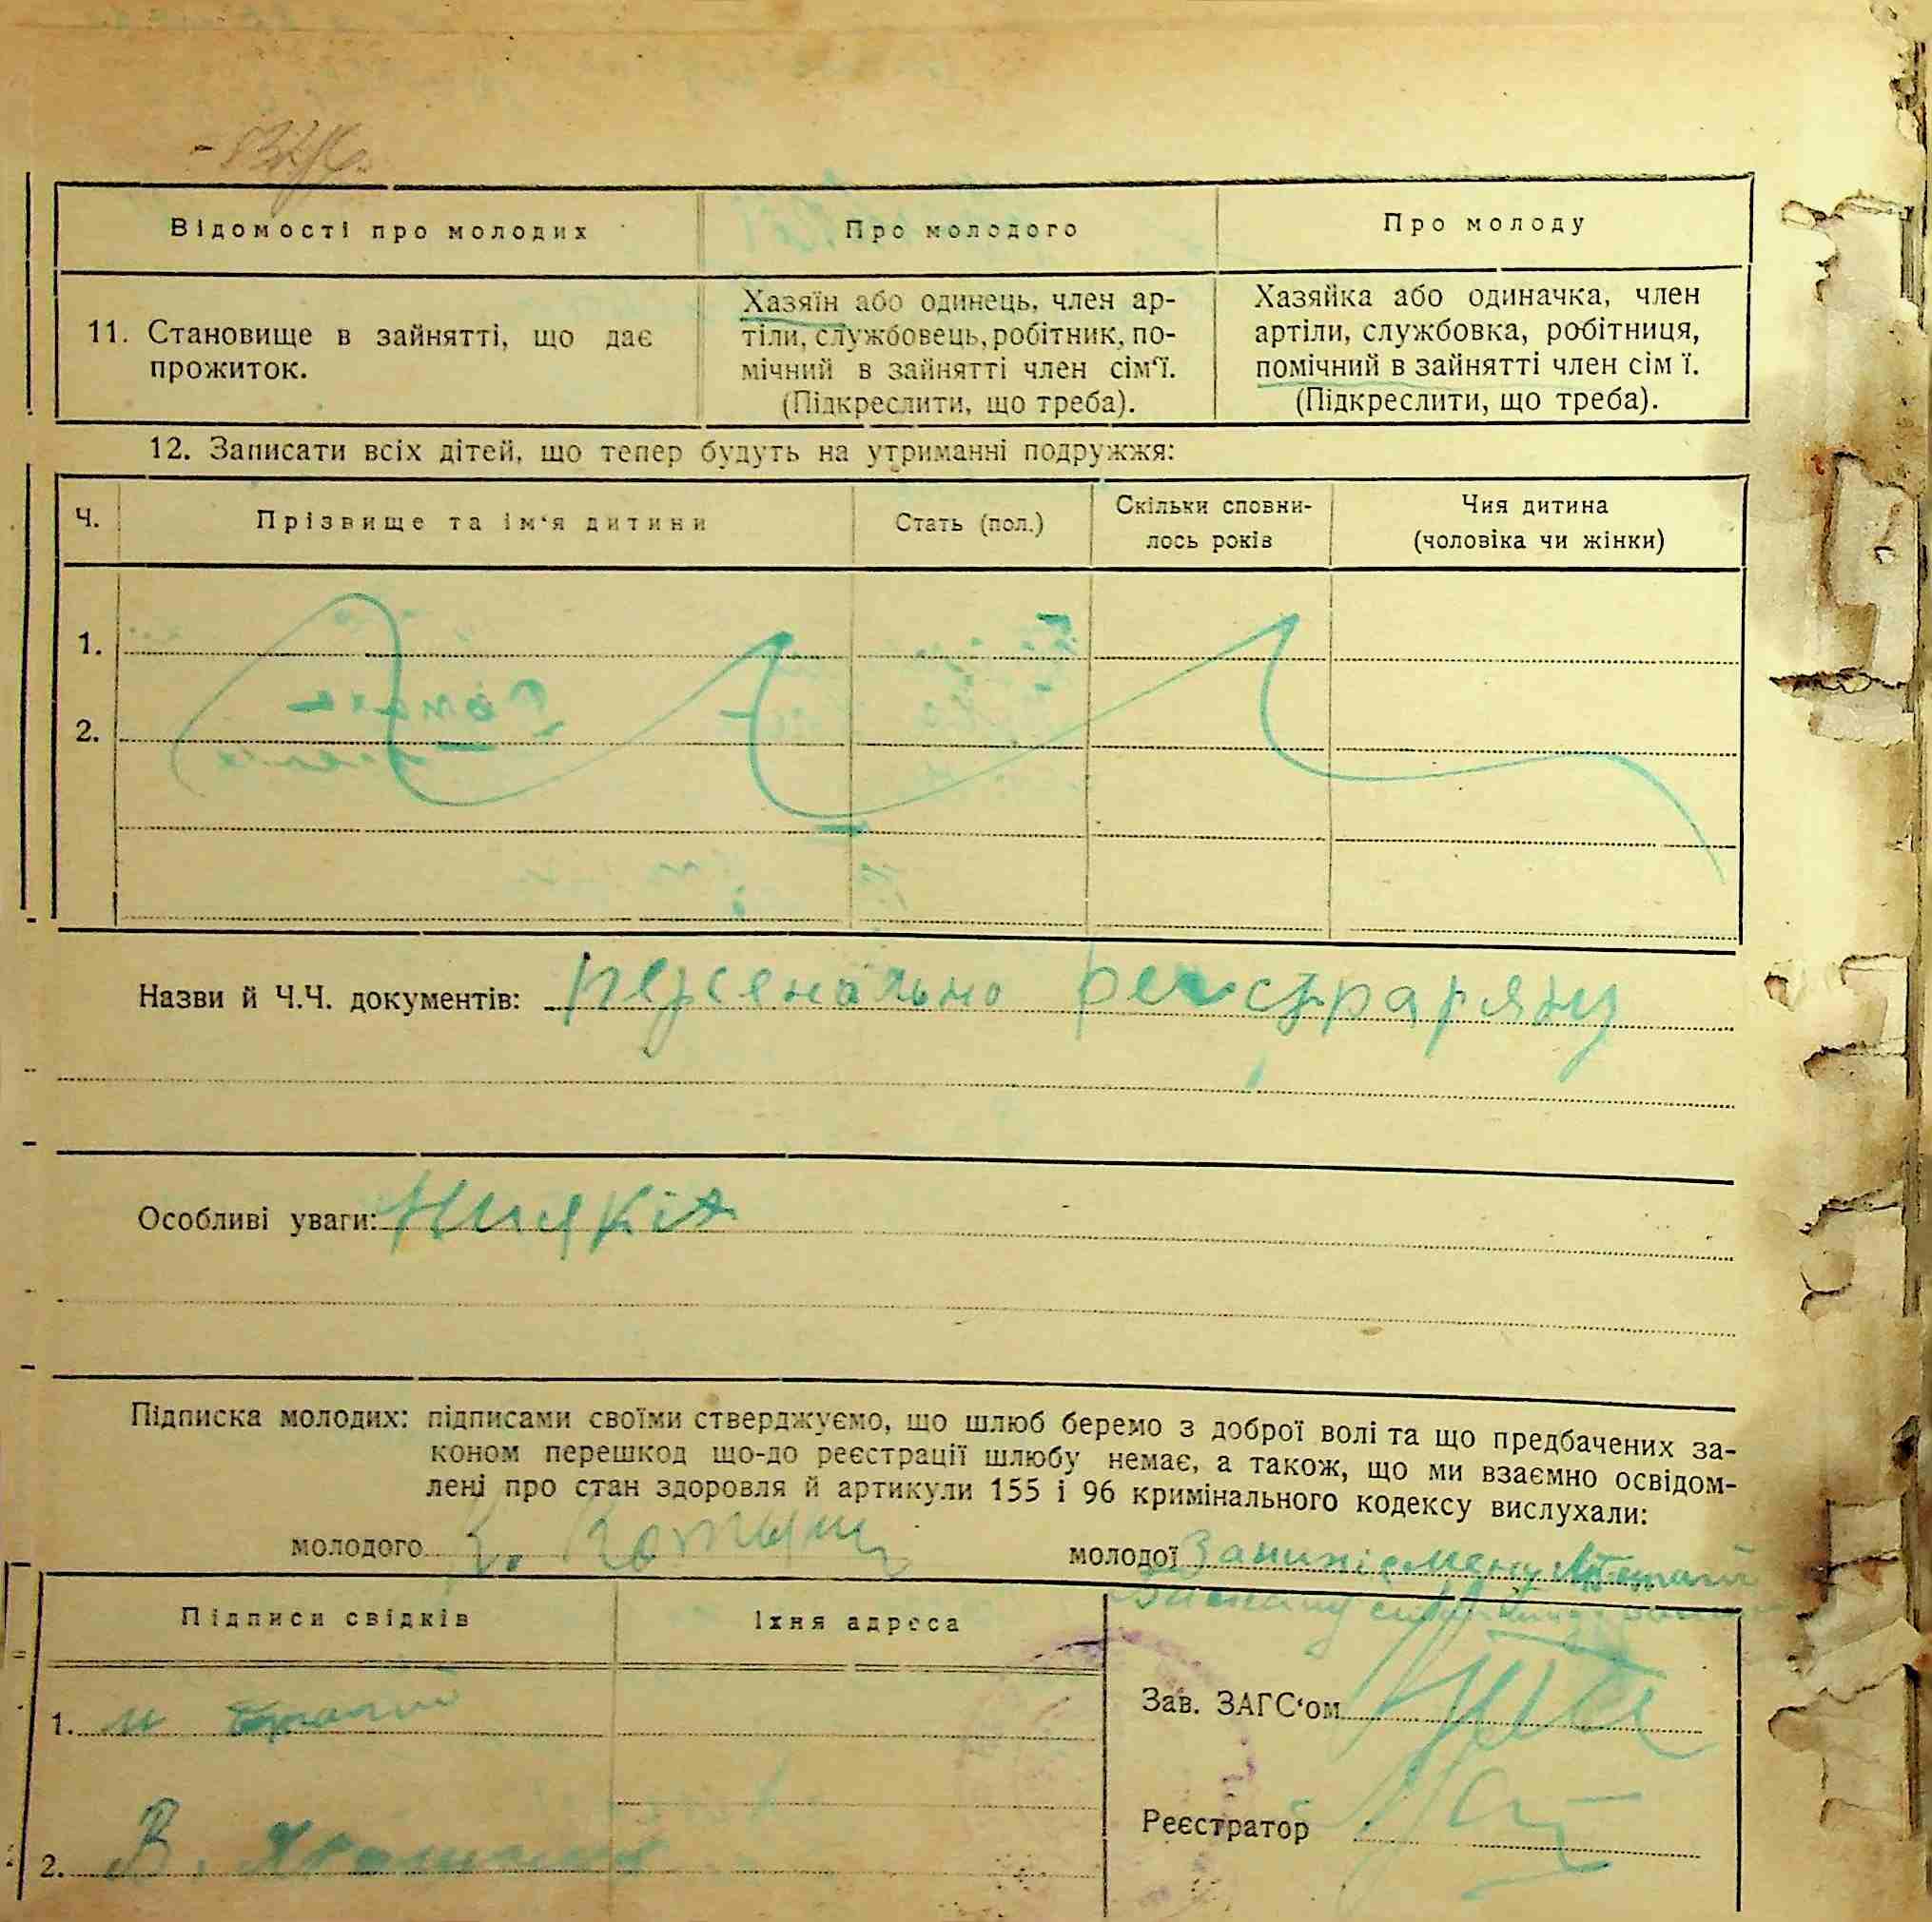 Відомості про молодих
Про молодого
Про молоду
11. Становище в зайнятті, що дає
прожиток.
Хазяїн або одинець, член ар-
тіли, службовець, робітник, по-
мічний в зайнятті член сім'ї.
(Підкреслити, що треба).
Хазяйка або одиначка, член
артіли, службовка, робітниця,
помічний в зайнятті член сім ї.
(Підкреслити, що треба).
12. Записати всіх дітей, що тепер будуть на утриманні подружжя:
Ч.
Прізвище та ім'я дитини
Стать (пол.)
Скільки сповни-
лось років
Чия дитина
(чоловіка чи жінки)
1.
2.
Назви й Ч.Ч. документів: персенально
Особливі уваги: Ниякіх
Підписка молодих: підписами своїми стверджуємо, що шлюб беремо з доброї волі та що предбачених за-
коном перешкод що-до реєстрації шлюбу немає, а також, що ми взаємно освідом-
лені про стан здоровля й артикули 155 і 96 кримінального кодексу вислухали:
молодого
молодої
Підписи свідків
Їхня адреса
1.
2. В.
Зав. ЗАГС'ом
Реєстратор